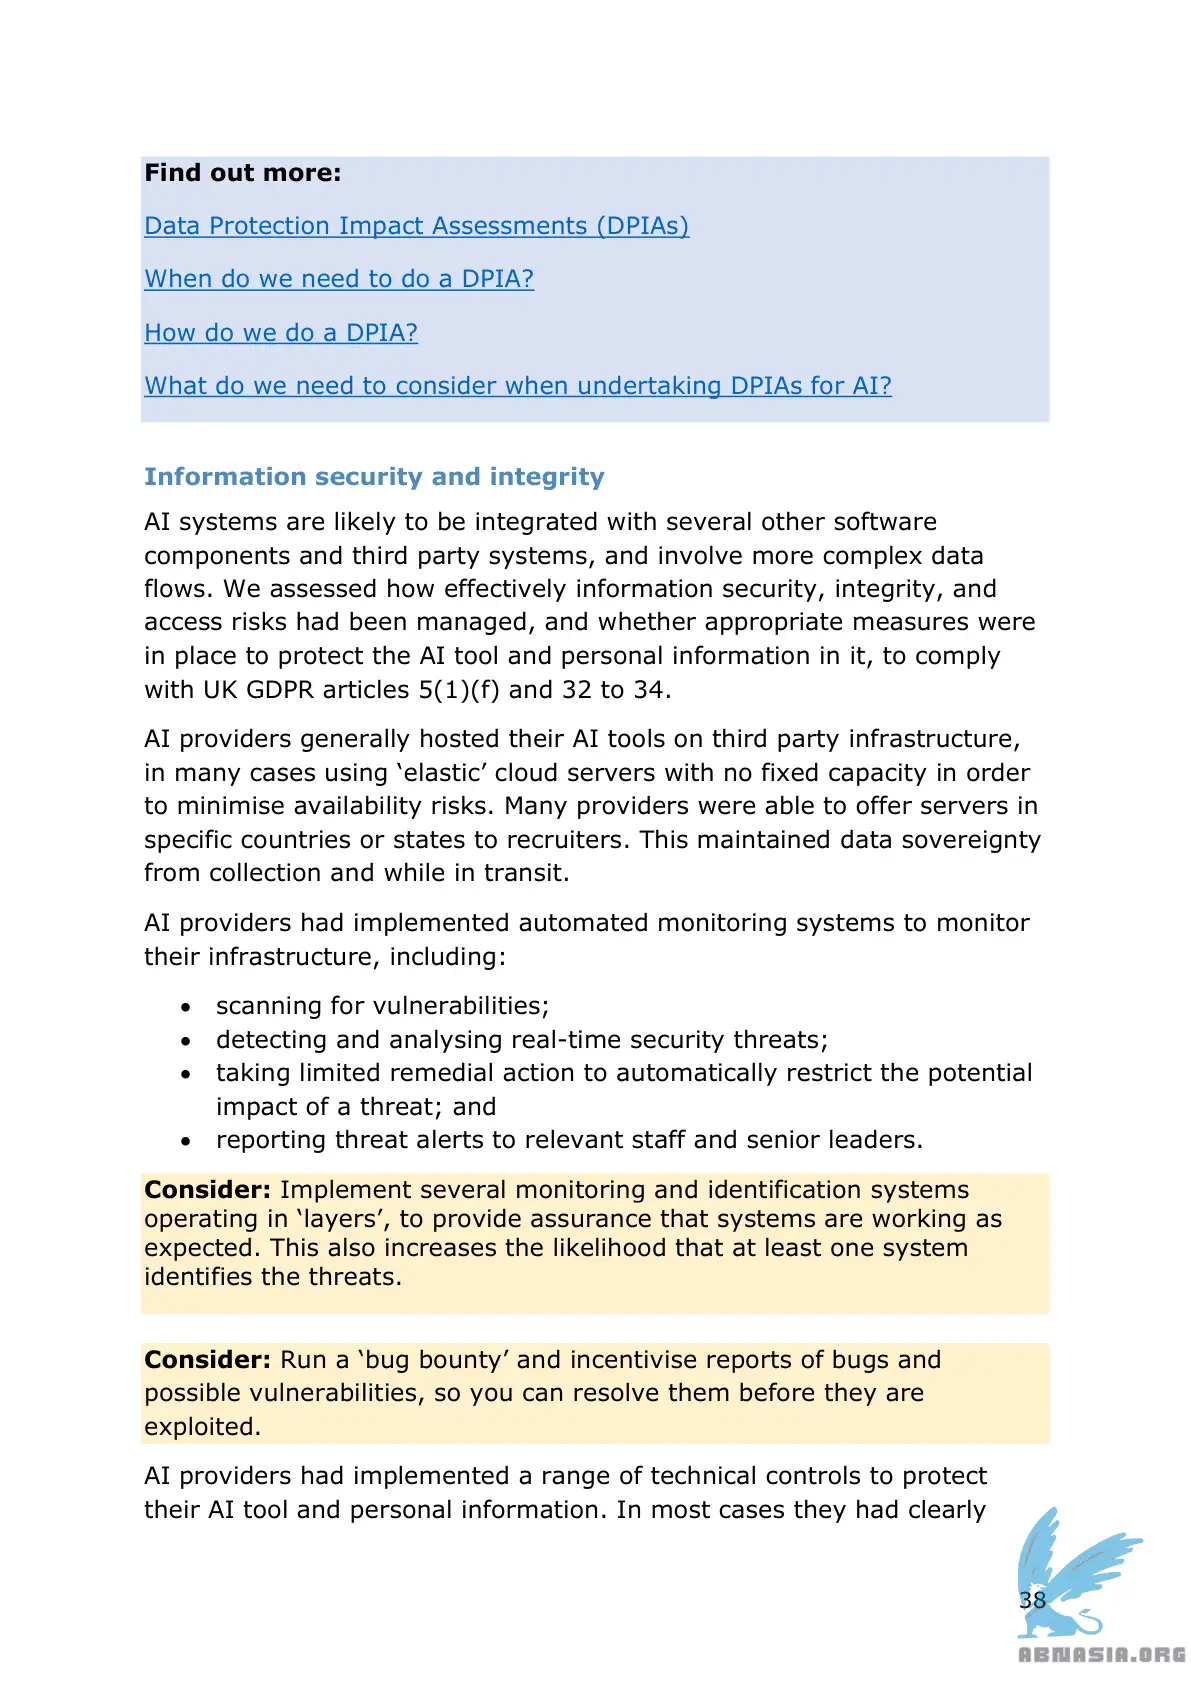 Find out more:
Data Protection Impact Assessments (DPIAs)
When do we need to do a DPIA?
How do we do a DPIA?
What do we need to consider when undertaking DPIAs for AI?
Information security and integrity
AI systems are likely to be integrated with several other software
components and third party systems, and involve more complex data
flows. We assessed how effectively information security, integrity, and
access risks had been managed, and whether appropriate measures were
in place to protect the AI tool and personal information in it, to comply
with UK GDPR articles 5(1)(f) and 32 to 34.
AI providers generally hosted their AI tools on third party infrastructure,
in many cases using ‘elastic’ cloud servers with no fixed capacity in order
to minimise availability risks. Many providers were able to offer servers in
specific countries or states to recruiters. This maintained data sovereignty
from collection and while in transit.
AI providers had implemented automated monitoring systems to monitor
their infrastructure, including:
• scanning for vulnerabilities;
• detecting and analysing real-time security threats;
• taking limited remedial action to automatically restrict the potential
impact of a threat; and
• reporting threat alerts to relevant staff and senior leaders.
Consider: Implement several monitoring and identification systems
operating in ‘layers’, to provide assurance that systems are working as
expected. This also increases the likelihood that at least one system
identifies the threats.
Consider: Run a ‘bug bounty’ and incentivise reports of bugs and
possible vulnerabilities, so you can resolve them before they are
exploited.
AI providers had implemented a range of technical controls to protect
their AI tool and personal information. In most cases they had clearly
38
ABNASIA.ORG